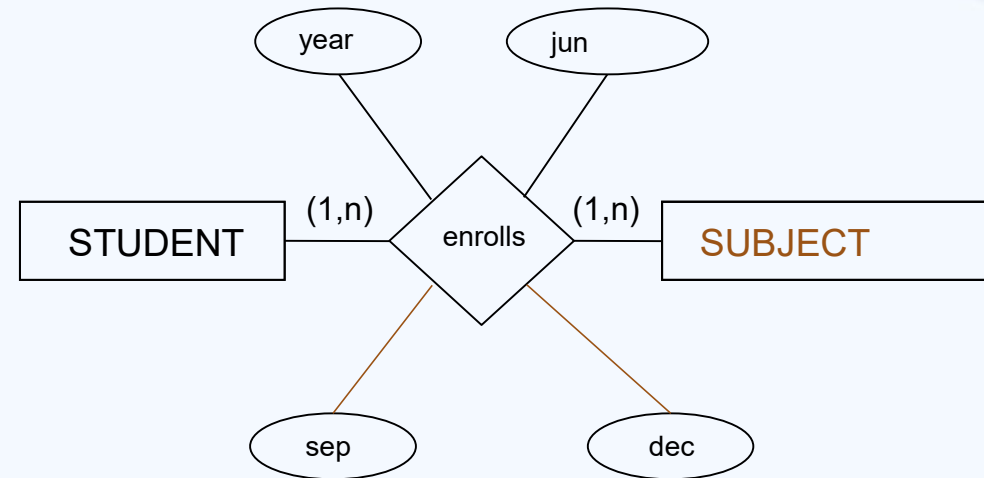 year
jun
(1,n)
(1,n)
STUDENT
enrolls
SUBJECT
sep
dec